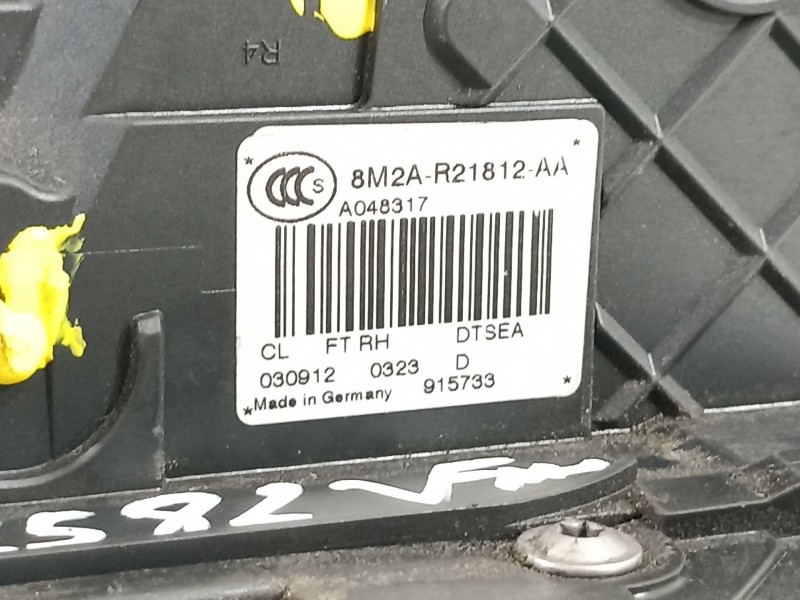 R4
CCC S 8M2A-R21812-AA
A048317
CL FT RH DTSEA
030912 0323 D
*Made in Germany 915733 *